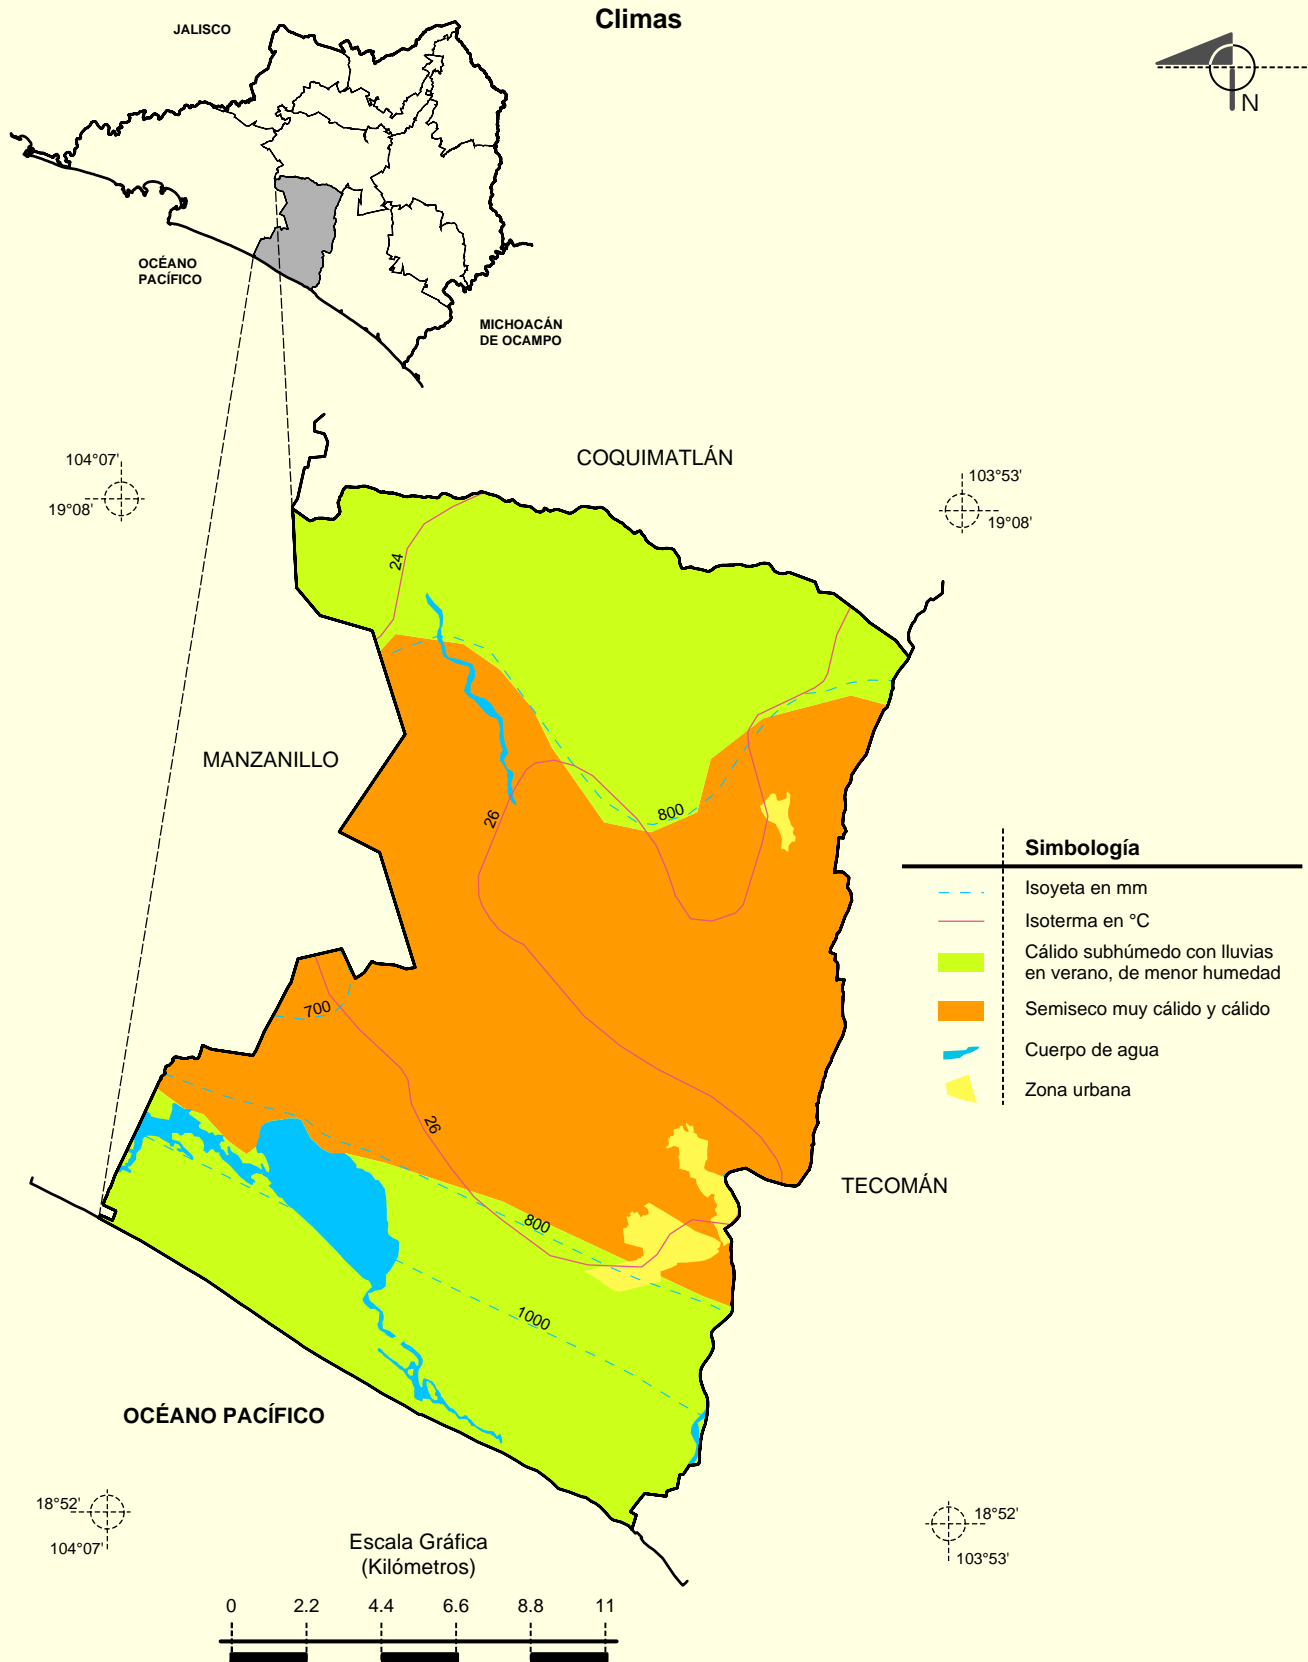 Climas
JALISCO
N
OCÉANO
PACÍFICO
MICHOACÁN
DE OCAMPO
104°07'
19°08'
COQUIMATLÁN
103°53'
19°08'
24
MANZANILLO
26
800
Simbología
Isoyeta en mm
Isoterma en °C
Cálido subhúmedo con lluvias
en verano, de menor humedad
Semiseco muy cálido y cálido
Cuerpo de agua
Zona urbana
700
26
TECOMÁN
800
1000
OCÉANO PACÍFICO
18°52'
104°07'
18°52'
103°53'
Escala Gráfica
(Kilómetros)
0 2.2 4.4 6.6 8.8 11